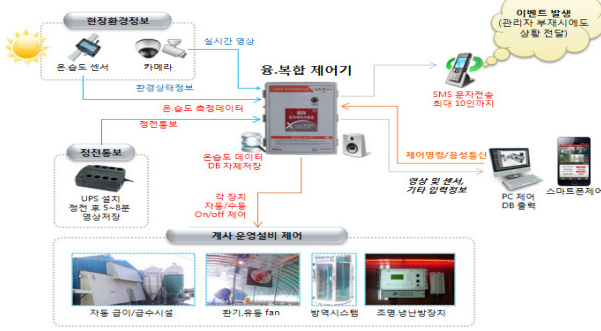 현장환경정보
온.습도 센서
카메라
실시간 영상
환경상태정보
온.습도 측정데이터
정전통보
융.복합 제어기
이벤트 발생
(관리자 부재시에도
상황 전달)
SMS 문자전송
최대 10인까지
정전통보
UPS 설치
정전 후 5~8분
영상저장
온습도 데이터
DB 자체저장
제어명령/음성통신
영상 및 센서,
기타 입력정보
PC 제어
DB 출력
스마트폰제어
각 장치
자동/수동
On/off 제어
계사 운영설비 제어
자동 급이/급수시설
환기,유동 fan
방역시스템
조명.냉난방장치